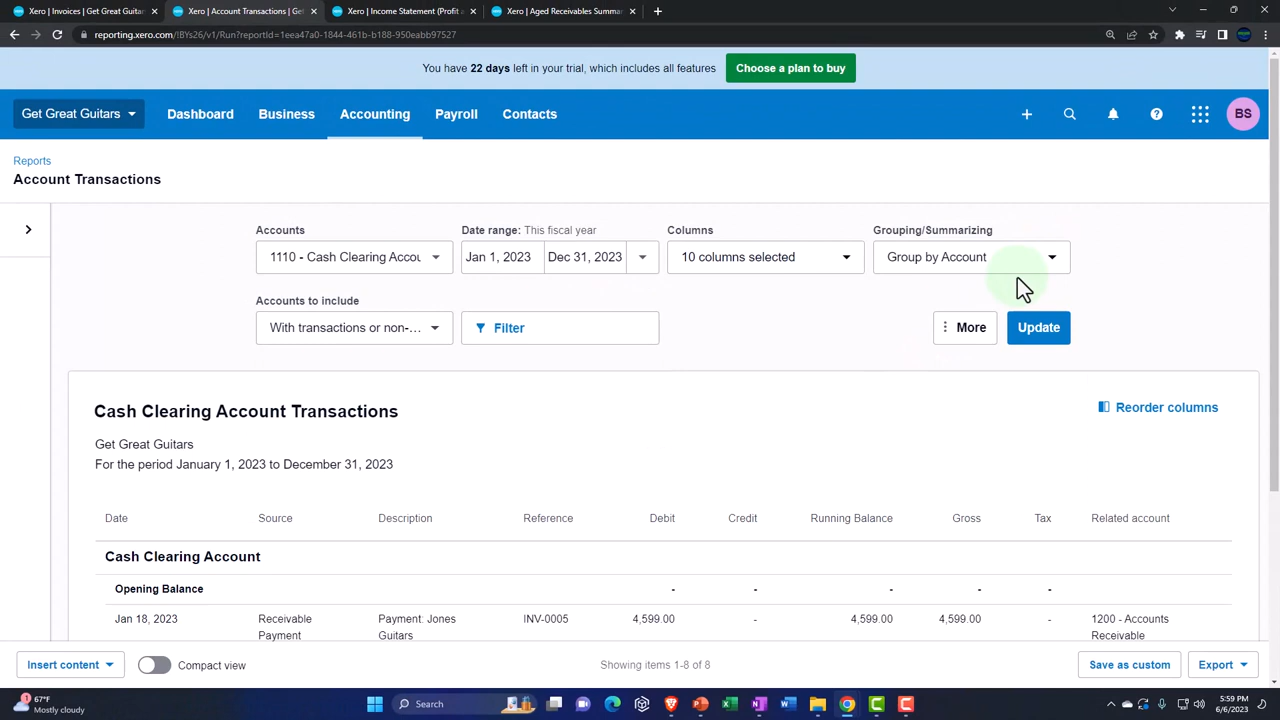 Xero | Invoices | Get Great Guitars
Xero | Account Transactions | Get
Xero | Income Statement (Profit a
Xero | Aged Receivables Summar
reporting.xero.com/!BYs26/v1/Run?reportId=1eea47a0-1844-461b-b188-950eabb97527
You have 22 days left in your trial, which includes all features
Choose a plan to buy
Get Great Guitars
Dashboard
Business
Accounting
Payroll
Contacts
BS
Reports
Account Transactions
Accounts
Date range: This fiscal year
Columns
Grouping/Summarizing
1110 - Cash Clearing Accou
Jan 1, 2023
Dec 31, 2023
10 columns selected
Group by Account
Accounts to include
With transactions or non-...
Filter
More
Update
Cash Clearing Account Transactions
Reorder columns
Get Great Guitars
For the period January 1, 2023 to December 31, 2023
Date Source Description Reference Debit Credit Running Balance Gross Tax Related account
Cash Clearing Account
Opening Balance - - - - -
Jan 18, 2023 Receivable Payment: Jones INV-0005 4,599.00 - 4,599.00 4,599.00 - 1200 - Accounts
Payment Guitars Receivable
Insert content
Compact view
Showing items 1-8 of 8
Save as custom
Export
1
67°F
Mostly cloudy
Search
5:59 PM
6/6/2023